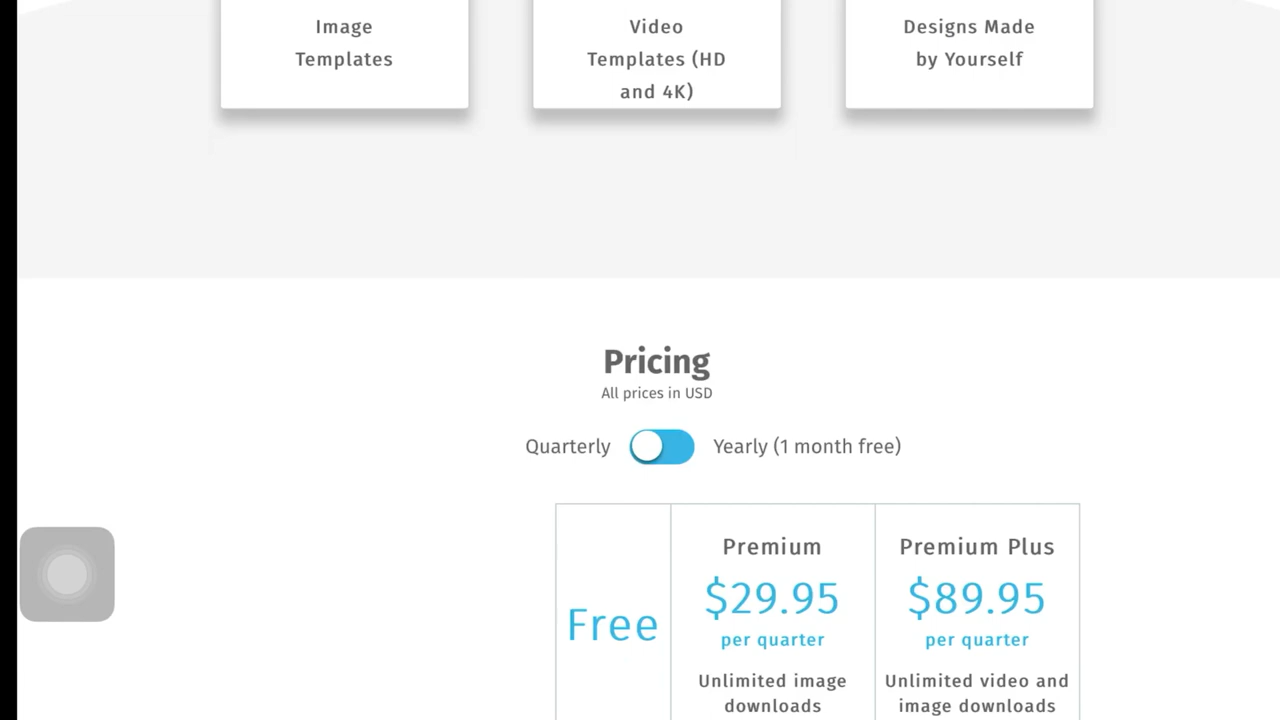 Image
Templates
Video
Templates (HD
and 4K)
Designs Made
by Yourself
Pricing
All prices in USD
Quarterly
Yearly (1 month free)
Free
Premium
$29.95
per quarter
Unlimited image
downloads
Premium Plus
$89.95
per quarter
Unlimited video and
image downloads